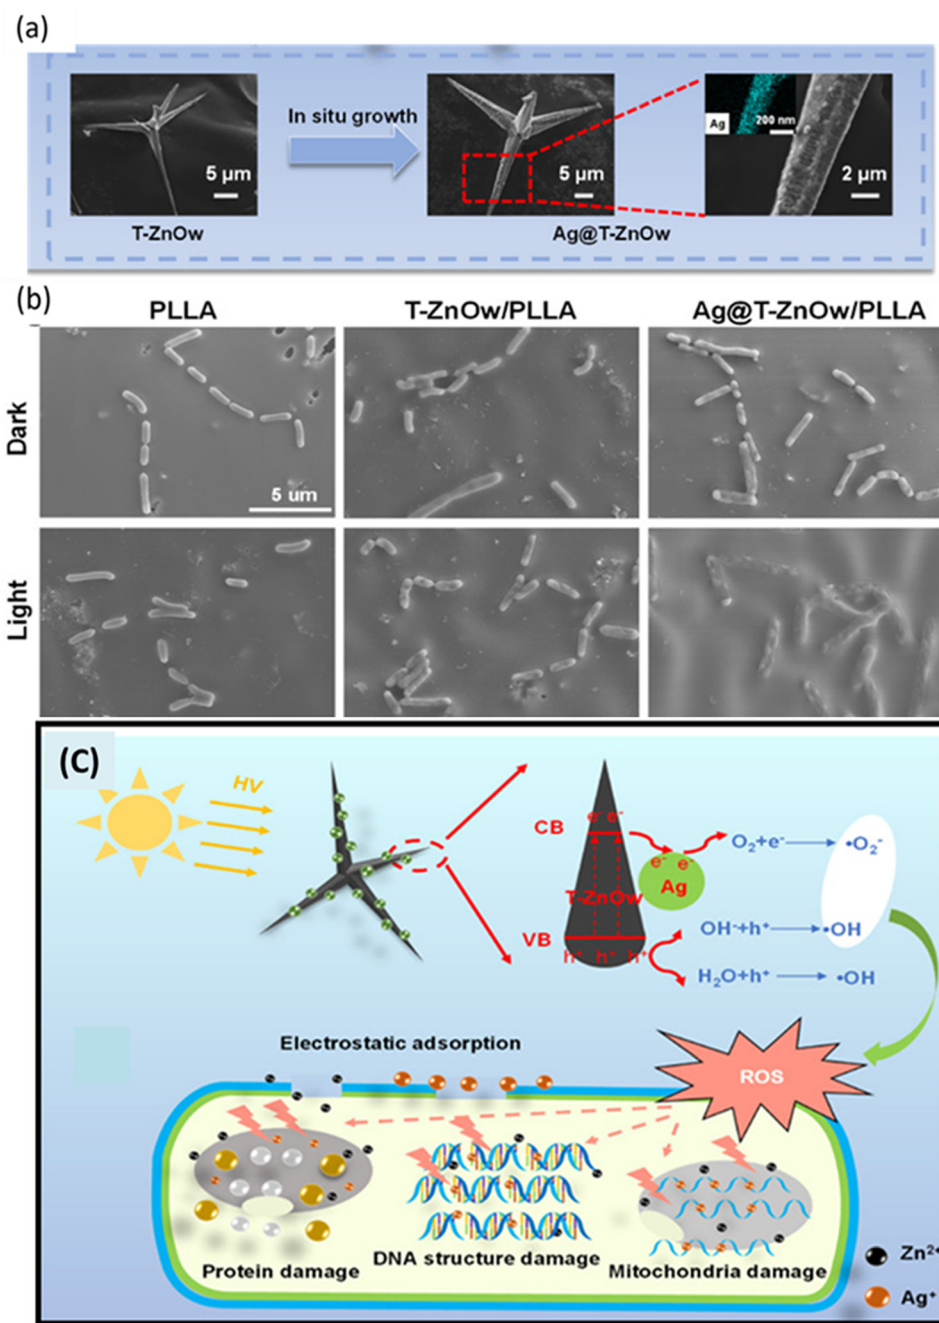 (a)
In situ growth
5 μm
5 μm
Ag
200 nm
2 μm
T-ZnOw
Ag@T-ZnOw
(b)
PLLA
T-ZnOw/PLLA
Ag@T-ZnOw/PLLA
Dark
5 um
Light
(C)
HV
CB
e⁻ e⁻
e⁻ e⁻
Ag
T-ZnOw
VB
h⁺ h⁺ h⁺
O₂+e⁻ ·O₂⁻
OH⁻+h⁺ ·OH
H₂O+h⁺ ·OH
Electrostatic adsorption
ROS
Protein damage
DNA structure damage
Mitochondria damage
Zn²⁺
Ag⁺